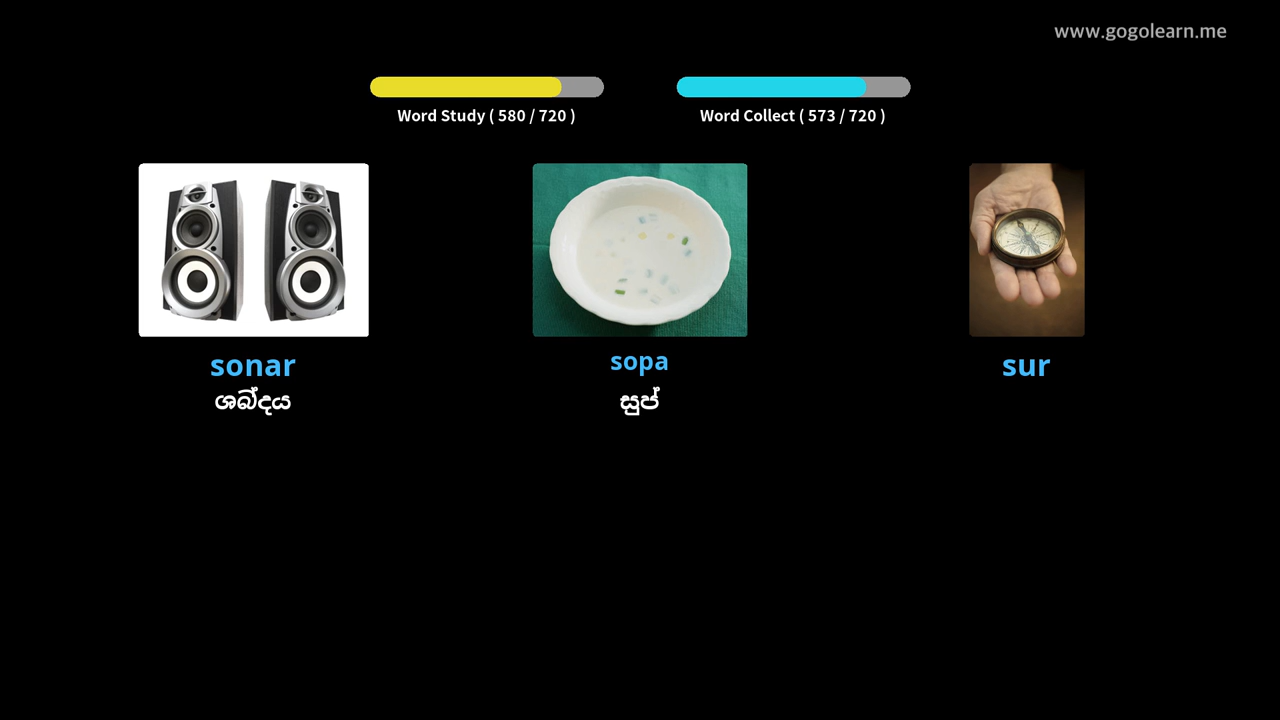 www.gogolearn.me
Word Study ( 580 / 720 )
Word Collect ( 573 / 720 )
sonar
ශබ්දය
sopa
සුප්
sur